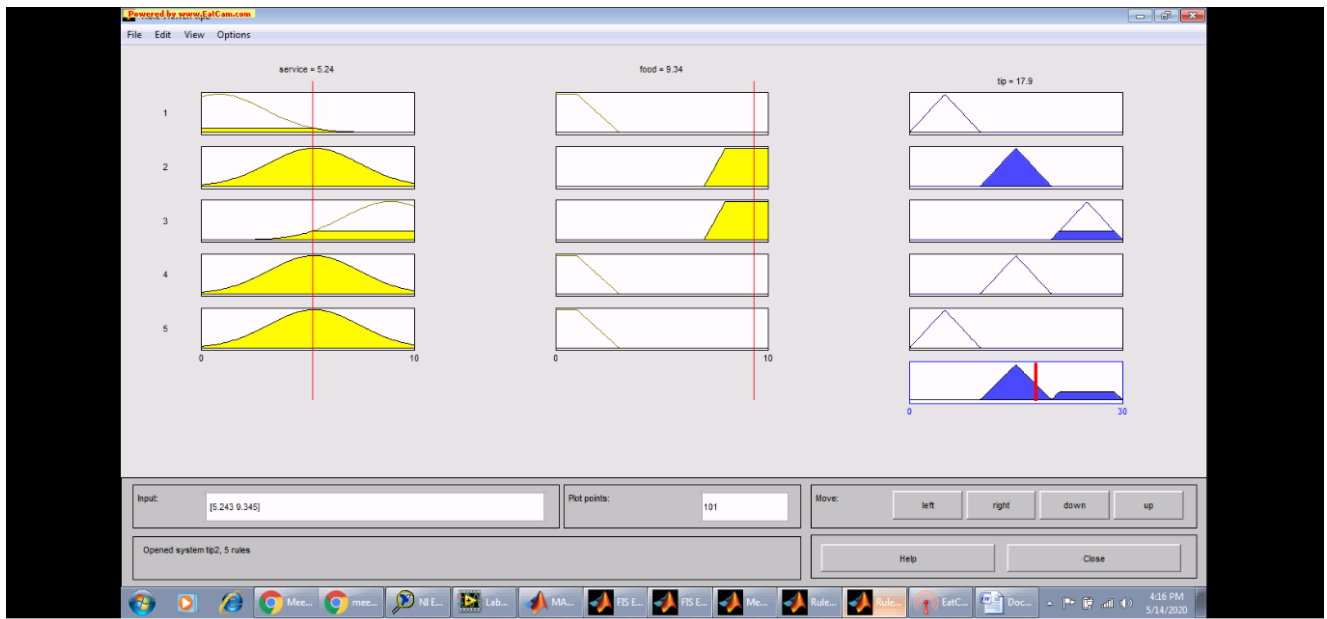 Powered by www.EatCam.com
File Edit View Options
service = 5.24
food = 9.34
tip = 17.9
1
2
3
4
5
0 10
0 10
0 30
Input:
[5.243 9.345]
Plot points:
101
Move:
left
right
down
up
Opened system tip2, 5 rules
Help
Close
Mee...
mee...
NI E...
Lab...
MA...
FIS E...
FIS E...
Me...
Rule...
Rule...
EatC...
Doc...
4:16 PM
5/14/2020